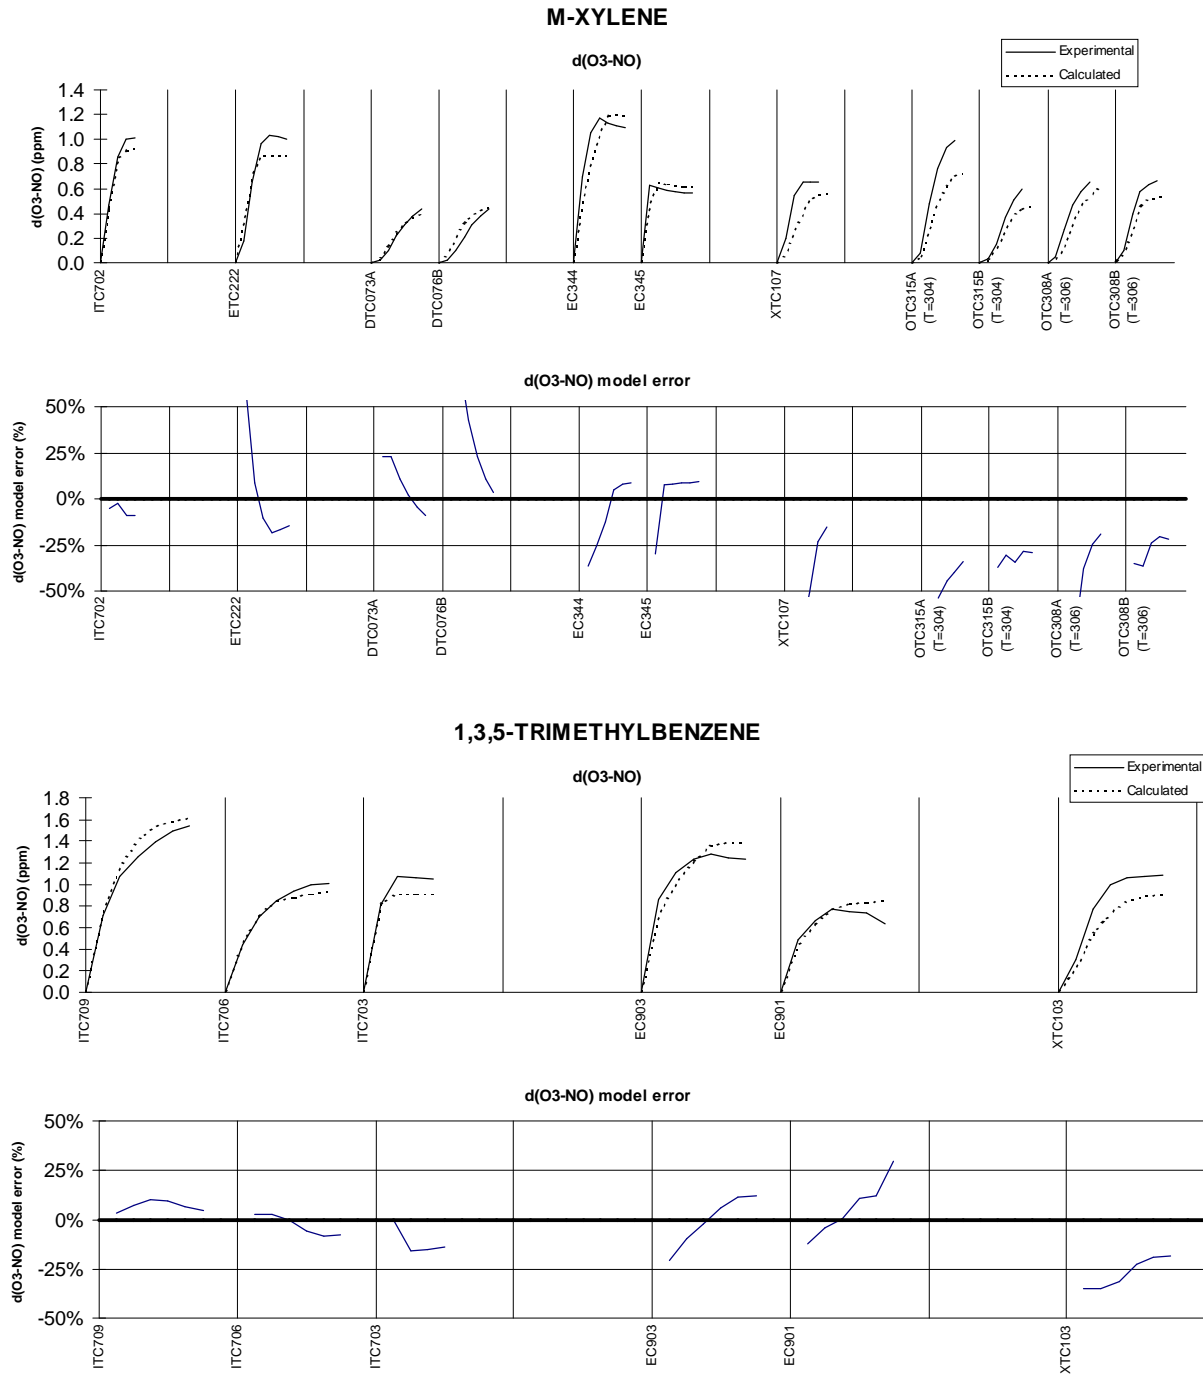 M-XYLENE
d(O3-NO)
Experimental
Calculated
d(O3-NO) (ppm)
1.4
1.2
1.0
0.8
0.6
0.4
0.2
0.0
ITC702
ETC222
DTC073A
DTC076B
EC344
EC345
XTC107
OTC315A
(T=304)
OTC315B
(T=304)
OTC308A
(T=306)
OTC308B
(T=306)
d(O3-NO) model error
d(O3-NO) model error (%)
50%
25%
0%
-25%
-50%
ITC702
ETC222
DTC073A
DTC076B
EC344
EC345
XTC107
OTC315A
(T=304)
OTC315B
(T=304)
OTC308A
(T=306)
OTC308B
(T=306)
1,3,5-TRIMETHYLBENZENE
d(O3-NO)
Experimental
Calculated
d(O3-NO) (ppm)
1.8
1.6
1.4
1.2
1.0
0.8
0.6
0.4
0.2
0.0
ITC709
ITC706
ITC703
EC903
EC901
XTC103
d(O3-NO) model error
d(O3-NO) model error (%)
50%
25%
0%
-25%
-50%
ITC709
ITC706
ITC703
EC903
EC901
XTC103